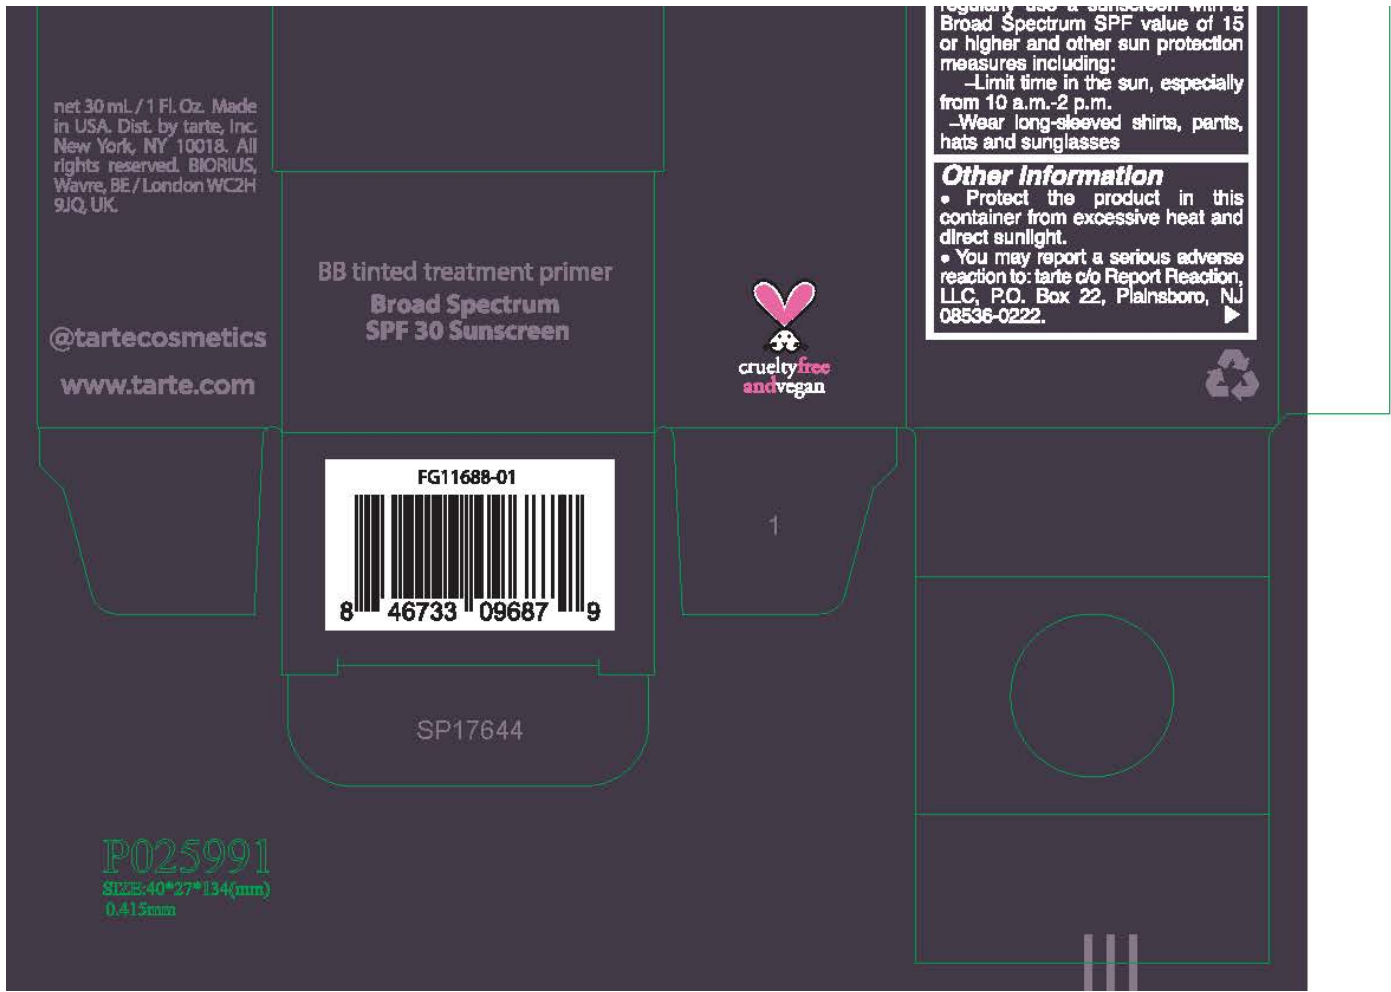 net 30 mL / 1 Fl. Oz. Made
in USA. Dist. by tarte, Inc.
New York, NY 10018. All
rights reserved. BIORIUS,
Wavre, BE / London WC2H
9JQ, UK.
@tartecosmetics
www.tarte.com
BB tinted treatment primer
Broad Spectrum
SPF 30 Sunscreen
crueltyfree
andvegan
regularly use a sunscreen with a
Broad Spectrum SPF value of 15
or higher and other sun protection
measures including:
–Limit time in the sun, especially
from 10 a.m.-2 p.m.
–Wear long-sleeved shirts, pants,
hats and sunglasses
Other Information
• Protect the product in this
container from excessive heat and
direct sunlight.
• You may report a serious adverse
reaction to: tarte c/o Report Reaction,
LLC, P.O. Box 22, Plainsboro, NJ
08536-0222.
FG11688-01
8 46733 09687 9
1
SP17644
P025991
SIZE:40*27*134(mm)
0.415mm